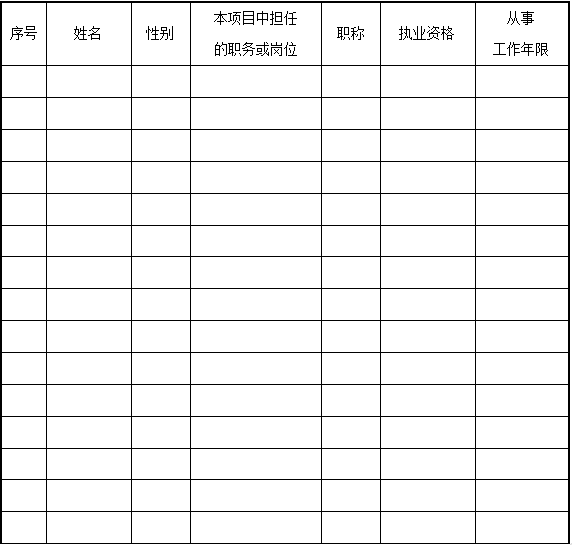 序号
姓名
性别
本项目中担任
的职务或岗位
职称
执业资格
从事
工作年限